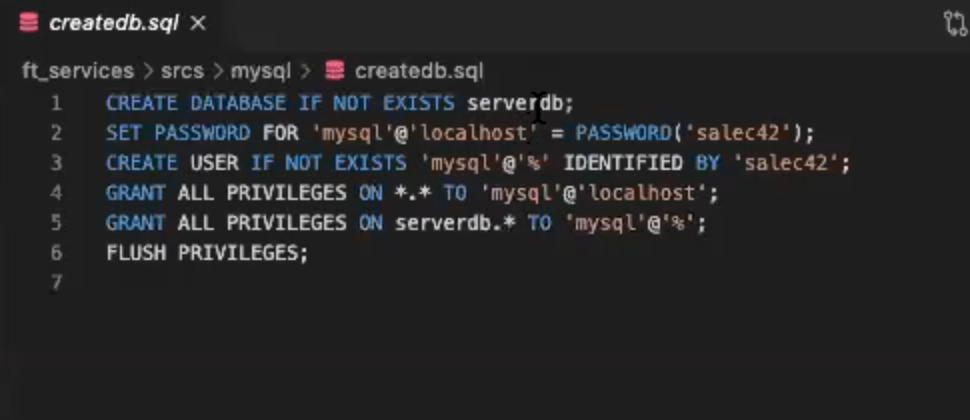 createdb.sql
ft_services > srcs > mysql > createdb.sql
1 CREATE DATABASE IF NOT EXISTS serverdb;
2 SET PASSWORD FOR 'mysql'@'localhost' = PASSWORD('salec42');
3 CREATE USER IF NOT EXISTS 'mysql'@'%' IDENTIFIED BY 'salec42';
4 GRANT ALL PRIVILEGES ON *.* TO 'mysql'@'localhost';
5 GRANT ALL PRIVILEGES ON serverdb.* TO 'mysql'@'%';
6 FLUSH PRIVILEGES;
7